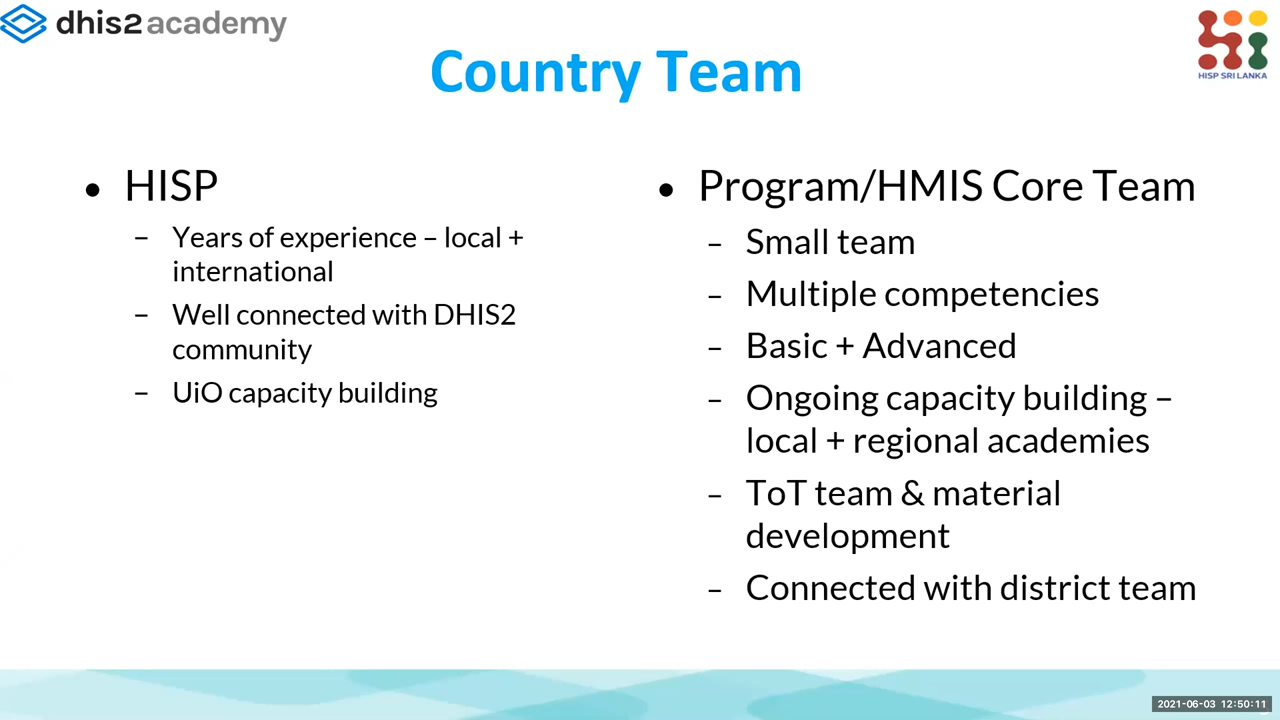 dhis2 academy
HISP SRI LANKA
Country Team
• HISP
– Years of experience – local +
international
– Well connected with DHIS2
community
– UiO capacity building
• Program/HMIS Core Team
– Small team
– Multiple competencies
– Basic + Advanced
– Ongoing capacity building –
local + regional academies
– ToT team & material
development
– Connected with district team
2021-06-03 12:50:11